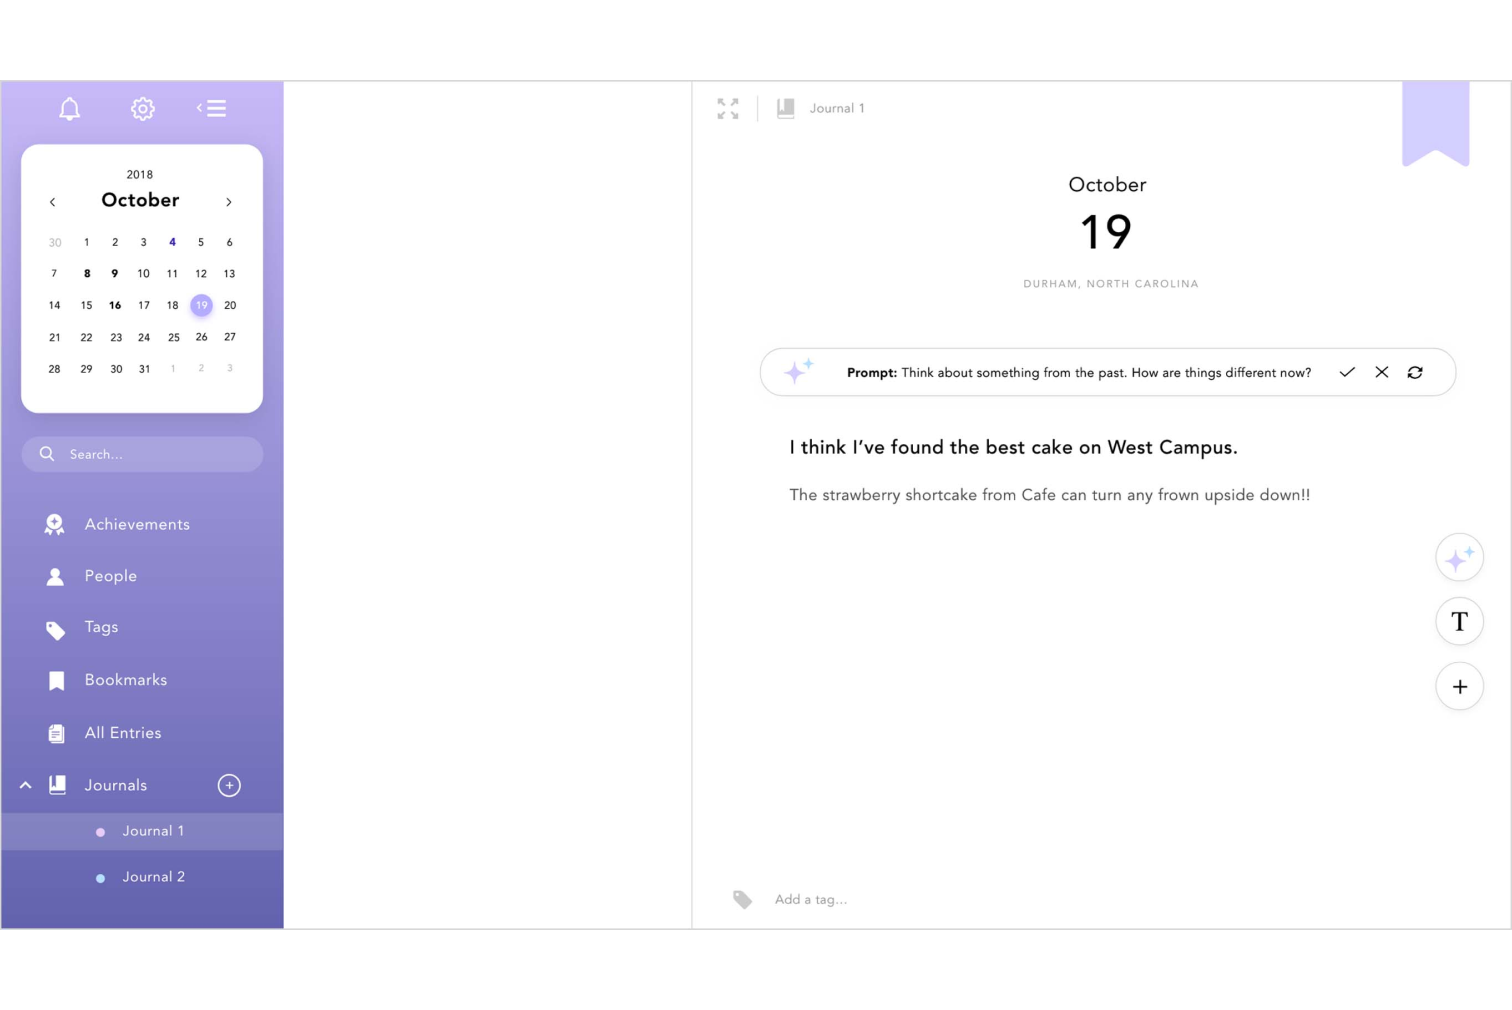 2018
October
30 1 2 3 4 5 6
7 8 9 10 11 12 13
14 15 16 17 18 19 20
21 22 23 24 25 26 27
28 29 30 31 1 2 3
Search...
Achievements
People
Tags
Bookmarks
All Entries
Journals
Journal 1
Journal 2
Journal 1
October
19
DURHAM, NORTH CAROLINA
Prompt: Think about something from the past. How are things different now?
I think I’ve found the best cake on West Campus.
The strawberry shortcake from Cafe can turn any frown upside down!!
T
Add a tag...